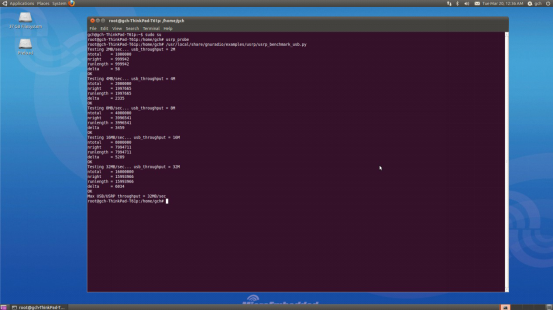 Applications Places System
Tue Mar 20, 12:36 AM
gch
root@gch-ThinkPad-T61p: /home/gch
File Edit View Search Terminal Help
gch@gch-ThinkPad-T61p:~$ sudo su
root@gch-ThinkPad-T61p:/home/gch# usrp_probe
root@gch-ThinkPad-T61p:/home/gch# /usr/local/share/gnuradio/examples/usrp/usrp_benchmark_usb.py
Testing 2MB/sec... usb_throughput = 2M
ntotal = 1000000
nright = 999942
runlength = 999942
delta = 58
OK
Testing 4MB/sec... usb_throughput = 4M
ntotal = 2000000
nright = 1997665
runlength = 1997665
delta = 2335
OK
Testing 8MB/sec... usb_throughput = 8M
ntotal = 4000000
nright = 3996541
runlength = 3996541
delta = 3459
OK
Testing 16MB/sec... usb_throughput = 16M
ntotal = 8000000
nright = 7994711
runlength = 7994711
delta = 5289
OK
Testing 32MB/sec... usb_throughput = 32M
ntotal = 16000000
nright = 15993966
runlength = 15993966
delta = 6034
OK
Max USB/USRP throughput = 32MB/sec
root@gch-ThinkPad-T61p:/home/gch#
root@gch-ThinkPad-T...